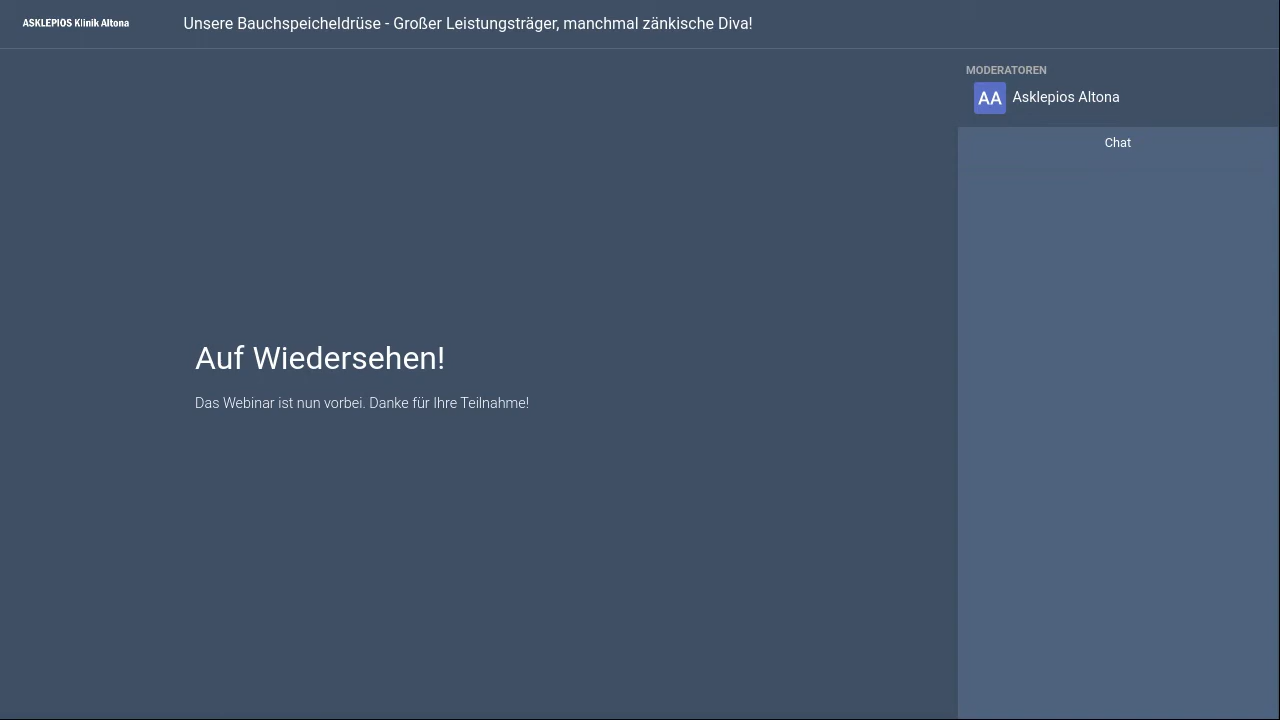 ASKLEPIOS Klinik Altona
Unsere Bauchspeicheldrüse - Großer Leistungsträger, manchmal zänkische Diva!
MODERATOREN
AA Asklepios Altona
Chat
Auf Wiedersehen!
Das Webinar ist nun vorbei. Danke für Ihre Teilnahme!